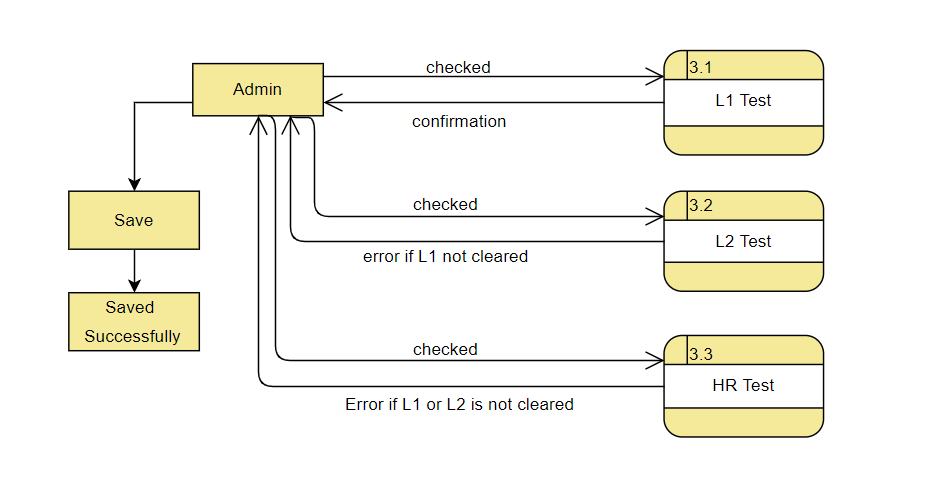 checked
3.1
Admin
L1 Test
confirmation
checked
3.2
Save
L2 Test
error if L1 not cleared
Saved
Successfully
checked
3.3
HR Test
Error if L1 or L2 is not cleared